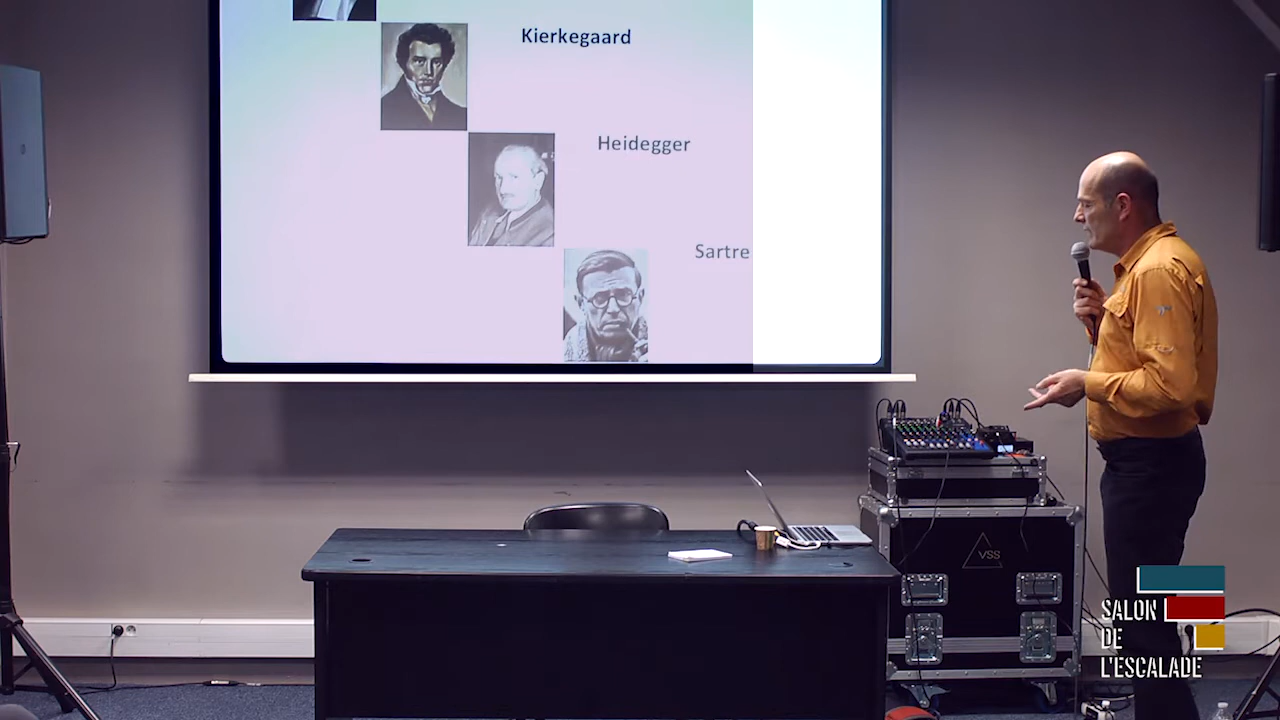 Kierkegaard
Heidegger
Sartre
VSS
SALON
DE
L'ESCALADE